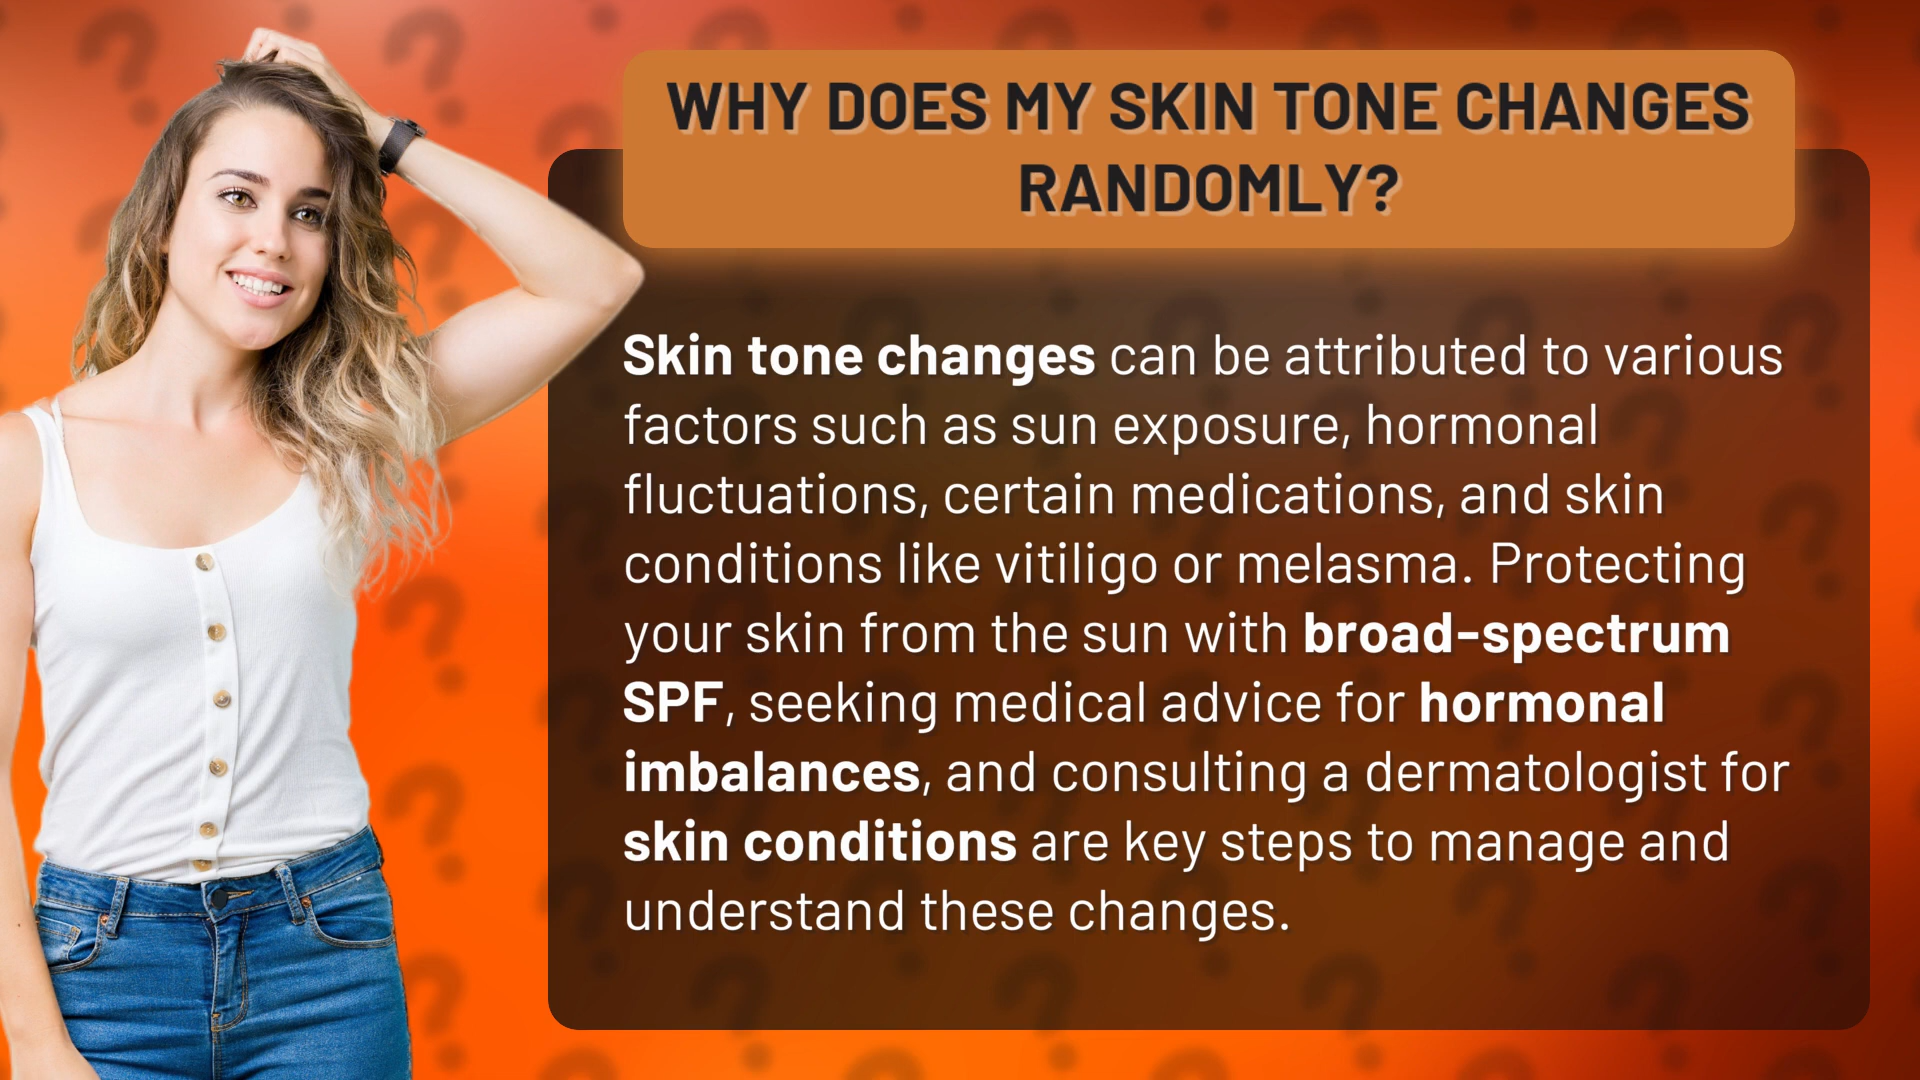 WHY DOES MY SKIN TONE CHANGES
RANDOMLY?
Skin tone changes can be attributed to various
factors such as sun exposure, hormonal
fluctuations, certain medications, and skin
conditions like vitiligo or melasma. Protecting
your skin from the sun with broad-spectrum
SPF, seeking medical advice for hormonal
imbalances, and consulting a dermatologist for
skin conditions are key steps to manage and
understand these changes.